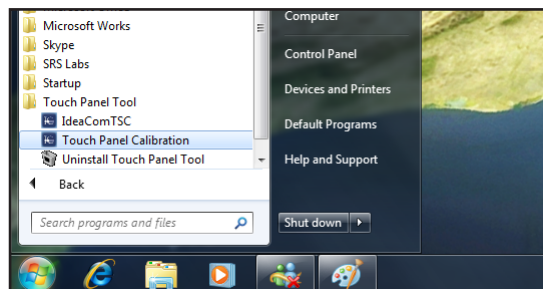 Microsoft Works
Skype
SRS Labs
Startup
Touch Panel Tool
IdeaComTSC
Touch Panel Calibration
Uninstall Touch Panel Tool
Back
Search programs and files
Computer
Control Panel
Devices and Printers
Default Programs
Help and Support
Shut down